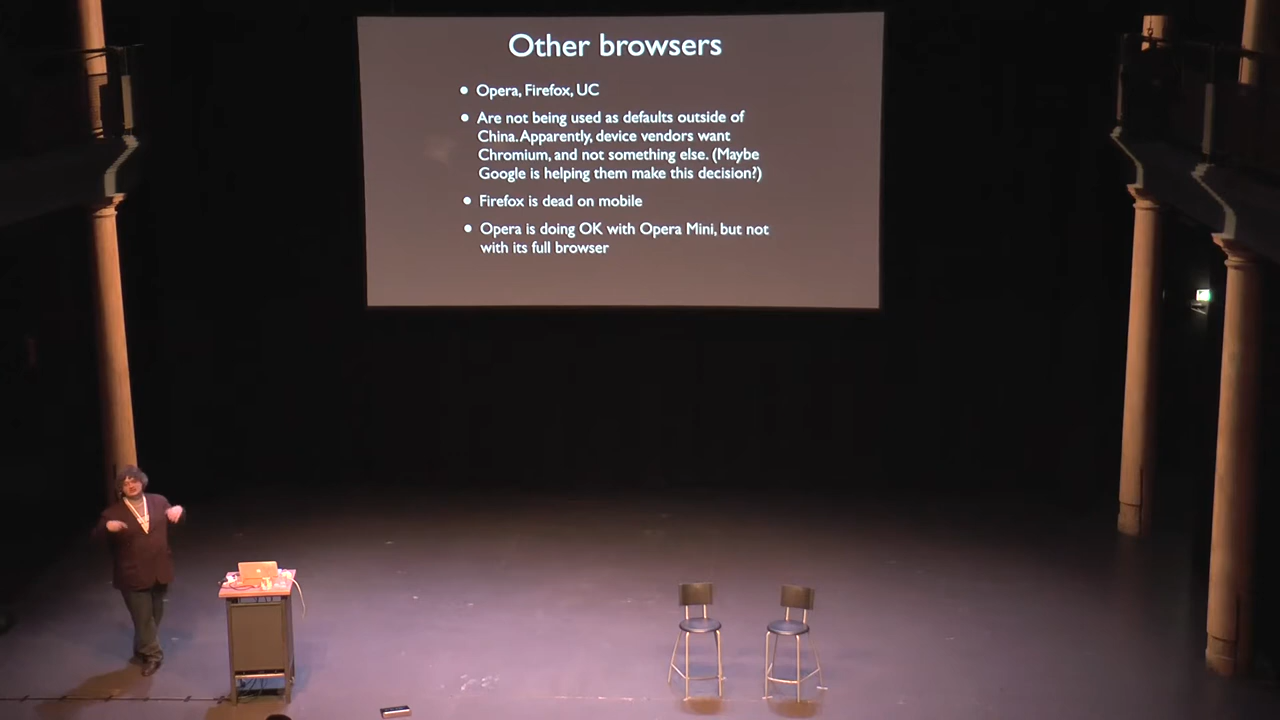 Other browsers
• Opera, Firefox, UC
• Are not being used as defaults outside of
China. Apparently, device vendors want
Chromium, and not something else. (Maybe
Google is helping them make this decision?)
• Firefox is dead on mobile
• Opera is doing OK with Opera Mini, but not
with its full browser